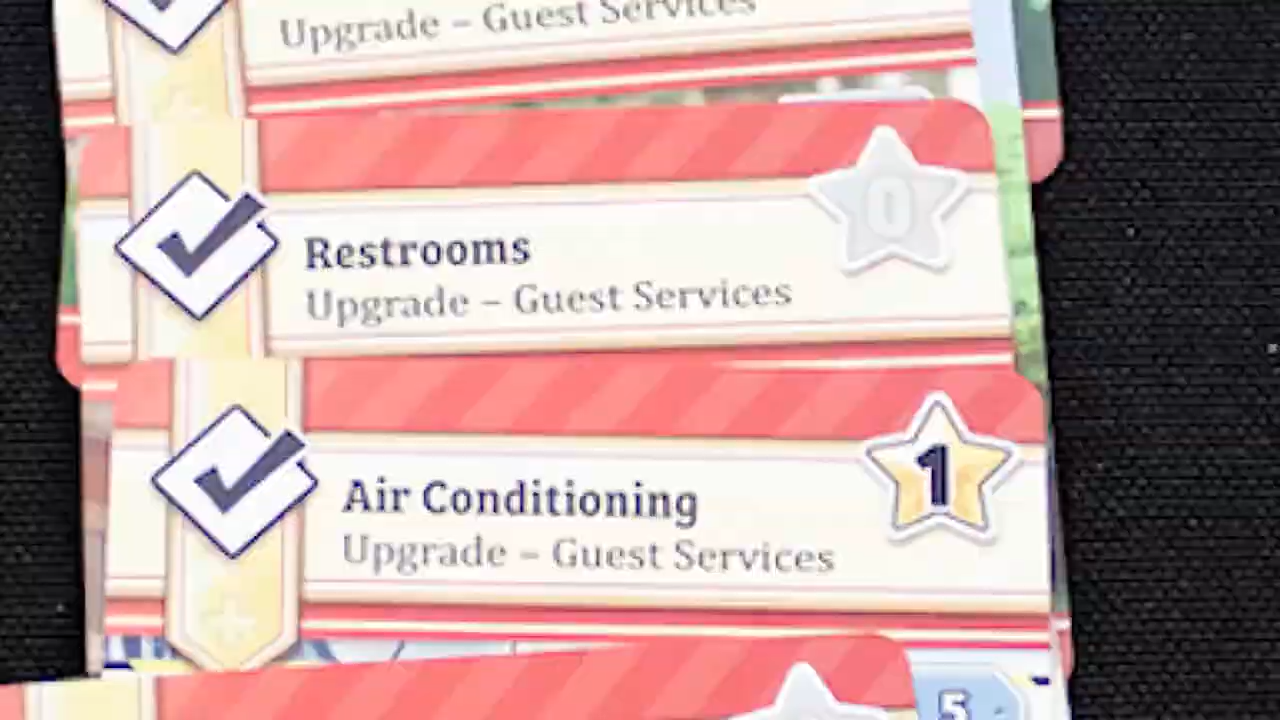 Upgrade – Guest Services
0
Restrooms
Upgrade – Guest Services
1
Air Conditioning
Upgrade – Guest Services
5